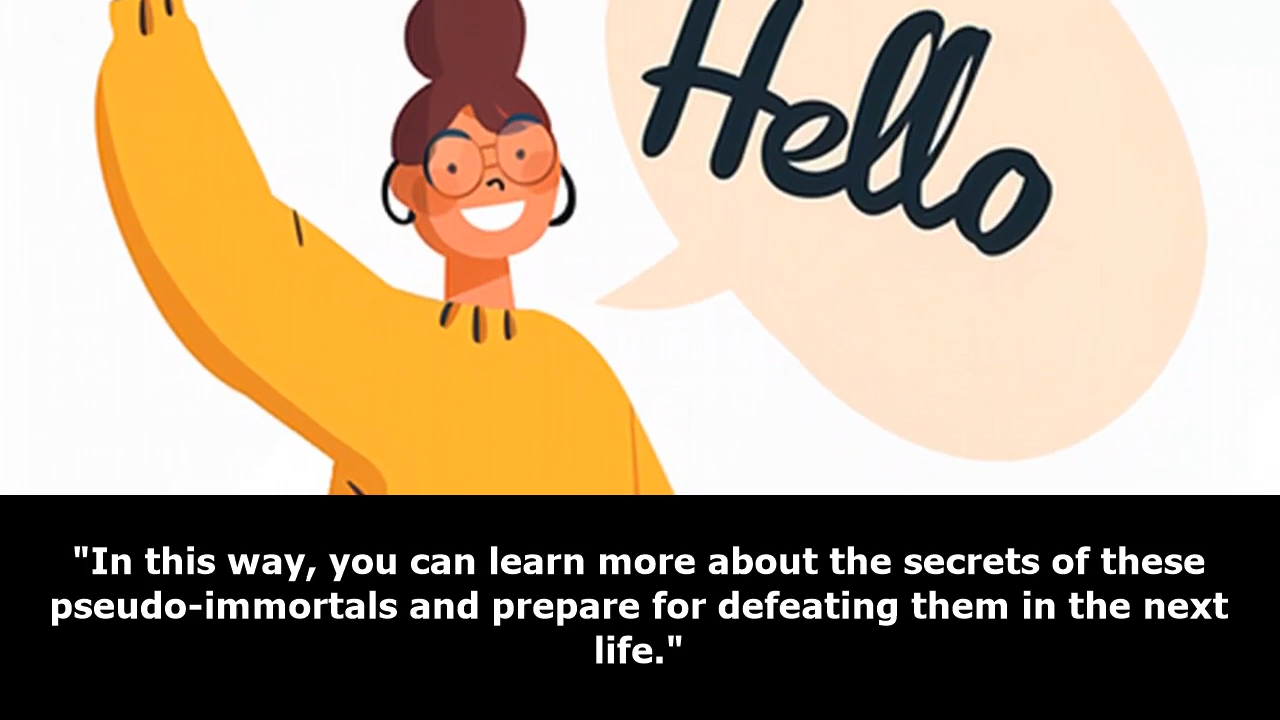 Hello
"In this way, you can learn more about the secrets of these
pseudo-immortals and prepare for defeating them in the next
life."